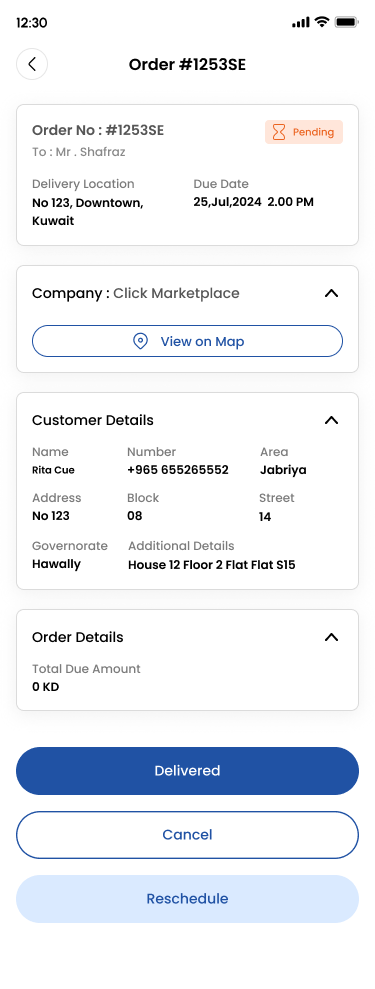 12:30
Order #1253SE
Order No : #1253SE
Pending
To : Mr . Shafraz
Delivery Location
Due Date
No 123, Downtown,
Kuwait
25,Jul,2024 2.00 PM
Company : Click Marketplace
View on Map
Customer Details
Name
Number
Area
Rita Cue
+965 655265552
Jabriya
Address
Block
Street
No 123
08
14
Governorate
Additional Details
Hawally
House 12 Floor 2 Flat Flat S15
Order Details
Total Due Amount
0 KD
Delivered
Cancel
Reschedule